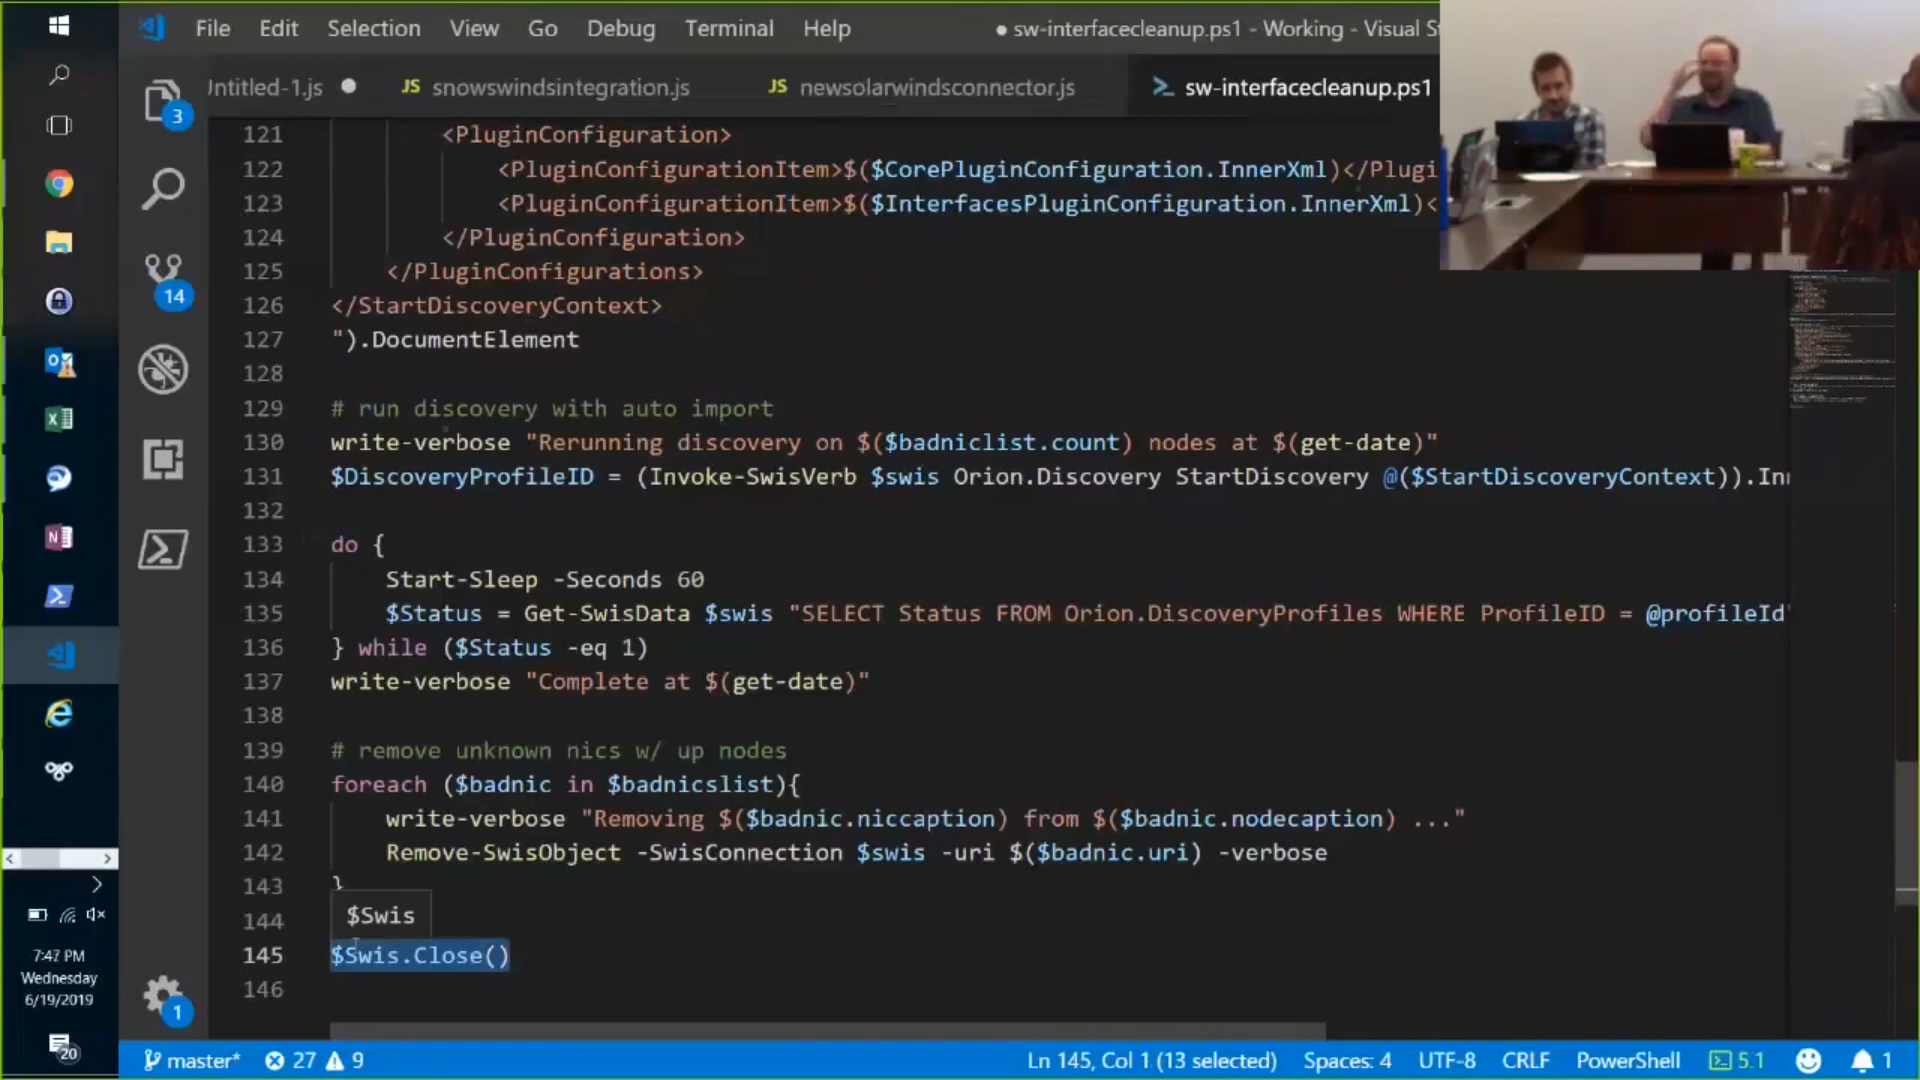 File Edit Selection View Go Debug Terminal Help ● sw-interfacecleanup.ps1 - Working - Visual
Intitled-1.js ● JS snowswindsintegration.js JS newsolarwindsconnector.js sw-interfacecleanup.ps1
121 <PluginConfiguration>
122 <PluginConfigurationItem>$($CorePluginConfiguration.InnerXml)</Plugi
123 <PluginConfigurationItem>$($InterfacesPluginConfiguration.InnerXml)<
124 </PluginConfiguration>
125 </PluginConfigurations>
126 </StartDiscoveryContext>
127 ").DocumentElement
128
129 # run discovery with auto import
130 write-verbose "Rerunning discovery on $($badniclist.count) nodes at $(get-date)"
131 $DiscoveryProfileID = (Invoke-SwisVerb $swis Orion.Discovery StartDiscovery @($StartDiscoveryContext)).Inn
132
133 do {
134 Start-Sleep -Seconds 60
135 $Status = Get-SwisData $swis "SELECT Status FROM Orion.DiscoveryProfiles WHERE ProfileID = @profileId"
136 } while ($Status -eq 1)
137 write-verbose "Complete at $(get-date)"
138
139 # remove unknown nics w/ up nodes
140 foreach ($badnic in $badnicslist){
141 write-verbose "Removing $($badnic.niccaption) from $($badnic.nodecaption) ..."
142 Remove-SwisObject -SwisConnection $swis -uri $($badnic.uri) -verbose
143 }
$Swis
144
145 $Swis.Close()
146
3
14
1
7:47 PM
Wednesday
6/19/2019
20
master* 27 9 Ln 145, Col 1 (13 selected) Spaces: 4 UTF-8 CRLF PowerShell 5.1 1